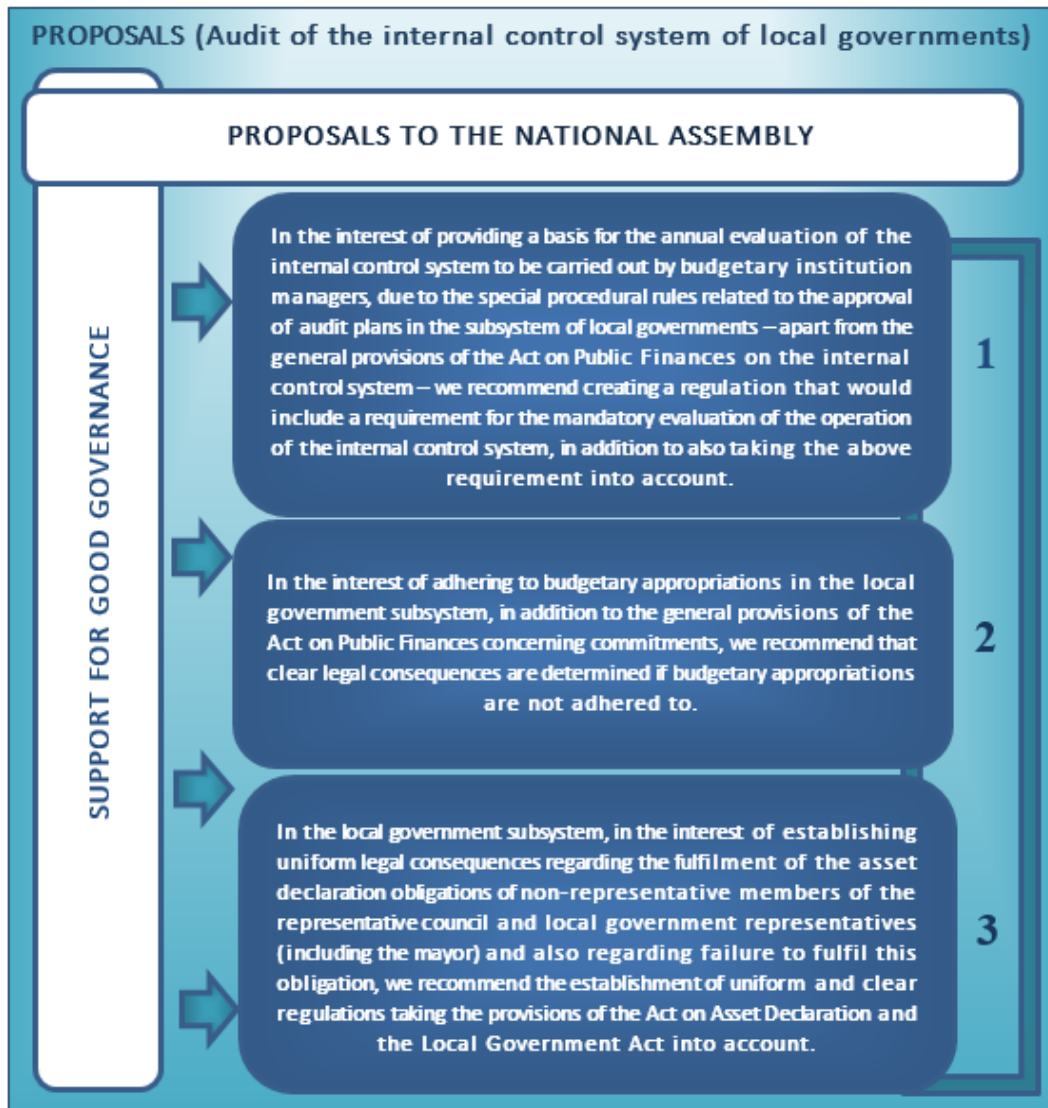 PROPOSALS (Audit of the internal control system of local governments)
PROPOSALS TO THE NATIONAL ASSEMBLY
SUPPORT FOR GOOD GOVERNANCE
In the interest of providing a basis for the annual evaluation of the
internal control system to be carried out by budgetary institution
managers, due to the special procedural rules related to the approval
of audit plans in the subsystem of local governments – apart from the
general provisions of the Act on Public Finances on the internal
control system – we recommend creating a regulation that would
include a requirement for the mandatory evaluation of the operation
of the internal control system, in addition to also taking the above
requirement into account.
1
In the interest of adhering to budgetary appropriations in the local
government subsystem, in addition to the general provisions of the
Act on Public Finances concerning commitments, we recommend that
clear legal consequences are determined if budgetary appropriations
are not adhered to.
2
In the local government subsystem, in the interest of establishing
uniform legal consequences regarding the fulfilment of the asset
declaration obligations of non-representative members of the
representative council and local government representatives
(including the mayor) and also regarding failure to fulfil this
obligation, we recommend the establishment of uniform and clear
regulations taking the provisions of the Act on Asset Declaration and
the Local Government Act into account.
3